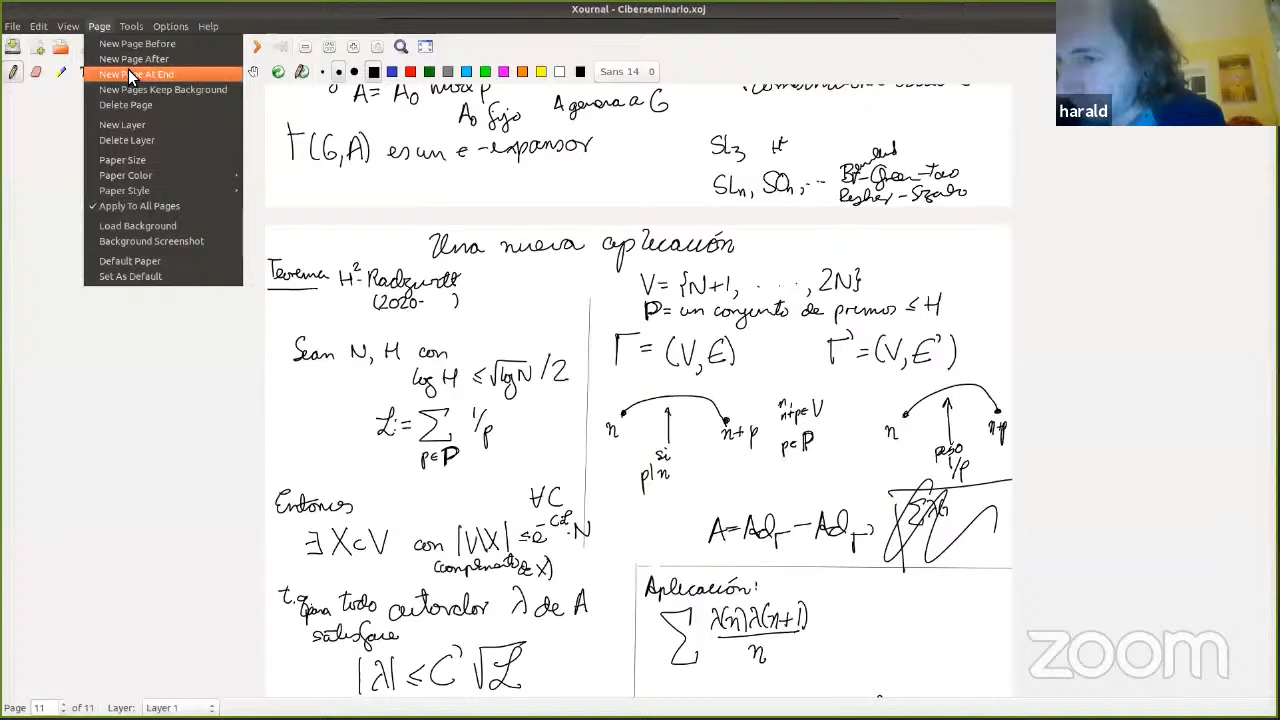 Xournal - Ciberseminario.xoj
File Edit View Page Tools Options Help
New Page Before
New Page After
New Page At End
New Pages Keep Background
Delete Page
New Layer
Delete Layer
Paper Size
Paper Color
Paper Style
Apply To All Pages
Load Background
Background Screenshot
Default Paper
Set As Default
Sans 14
harald
A = A₀ mod p
A₀ fijo
A genera a G
Γ(G,A) es un ε-expansor
SL₃
SLₙ, SOₙ, ...
-Green-Tao
Una nueva aplicación
Teorema H²-Radziwiłł
(2020- )
V = {N+1, . . . . , 2N}
P = un conjunto de primos ≤ H
Γ = (V, E) Γ' = (V, E')
Sean N, H con
log H ≤ √log N / 2
ℒ := ∑ 1/p
p∈P
n n+p
si
p|n
n, n+p ∈ V
p ∈ P
n n+p
peso
1/p
Entonces ∀C
∃ X⊂V con |V\X| ≤ e^{-Cℒ}·N
(complemento de X)
A = Ad_Γ − Ad_Γ'
t.q. para todo autovalor λ de A
satisface
|λ| ≤ C' √ℒ
Aplicación:
∑ λ(n)λ(n+1)
n
zoom
Page 11 of 11 Layer: Layer 1